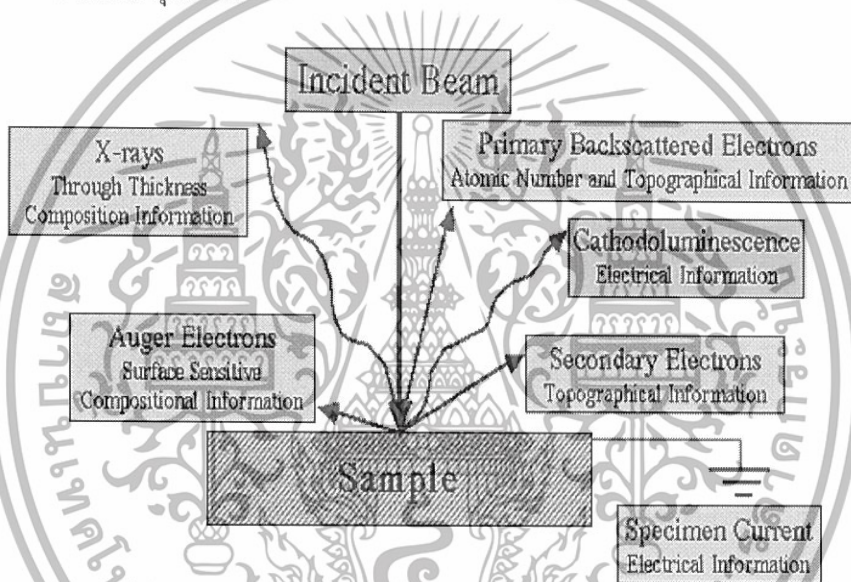 Incident Beam
X-rays
Through Thickness
Composition Information
Primary Backscattered Electrons
Atomic Number and Topographical Information
Cathodoluminescence
Electrical Information
Auger Electrons
Surface Sensitive
Compositional Information
Secondary Electrons
Topographical Information
Sample
Specimen Current
Electrical Information